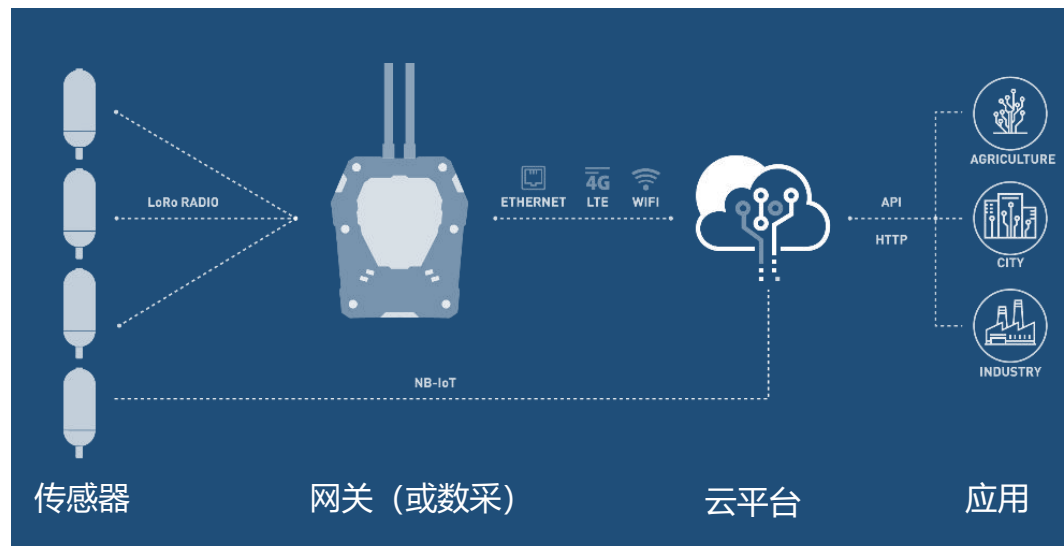 LoRo RADIO
ETHERNET
4G
LTE
WIFI
API
HTTP
AGRICULTURE
CITY
INDUSTRY
NB-IoT
传感器
网关（或数采）
云平台
应用